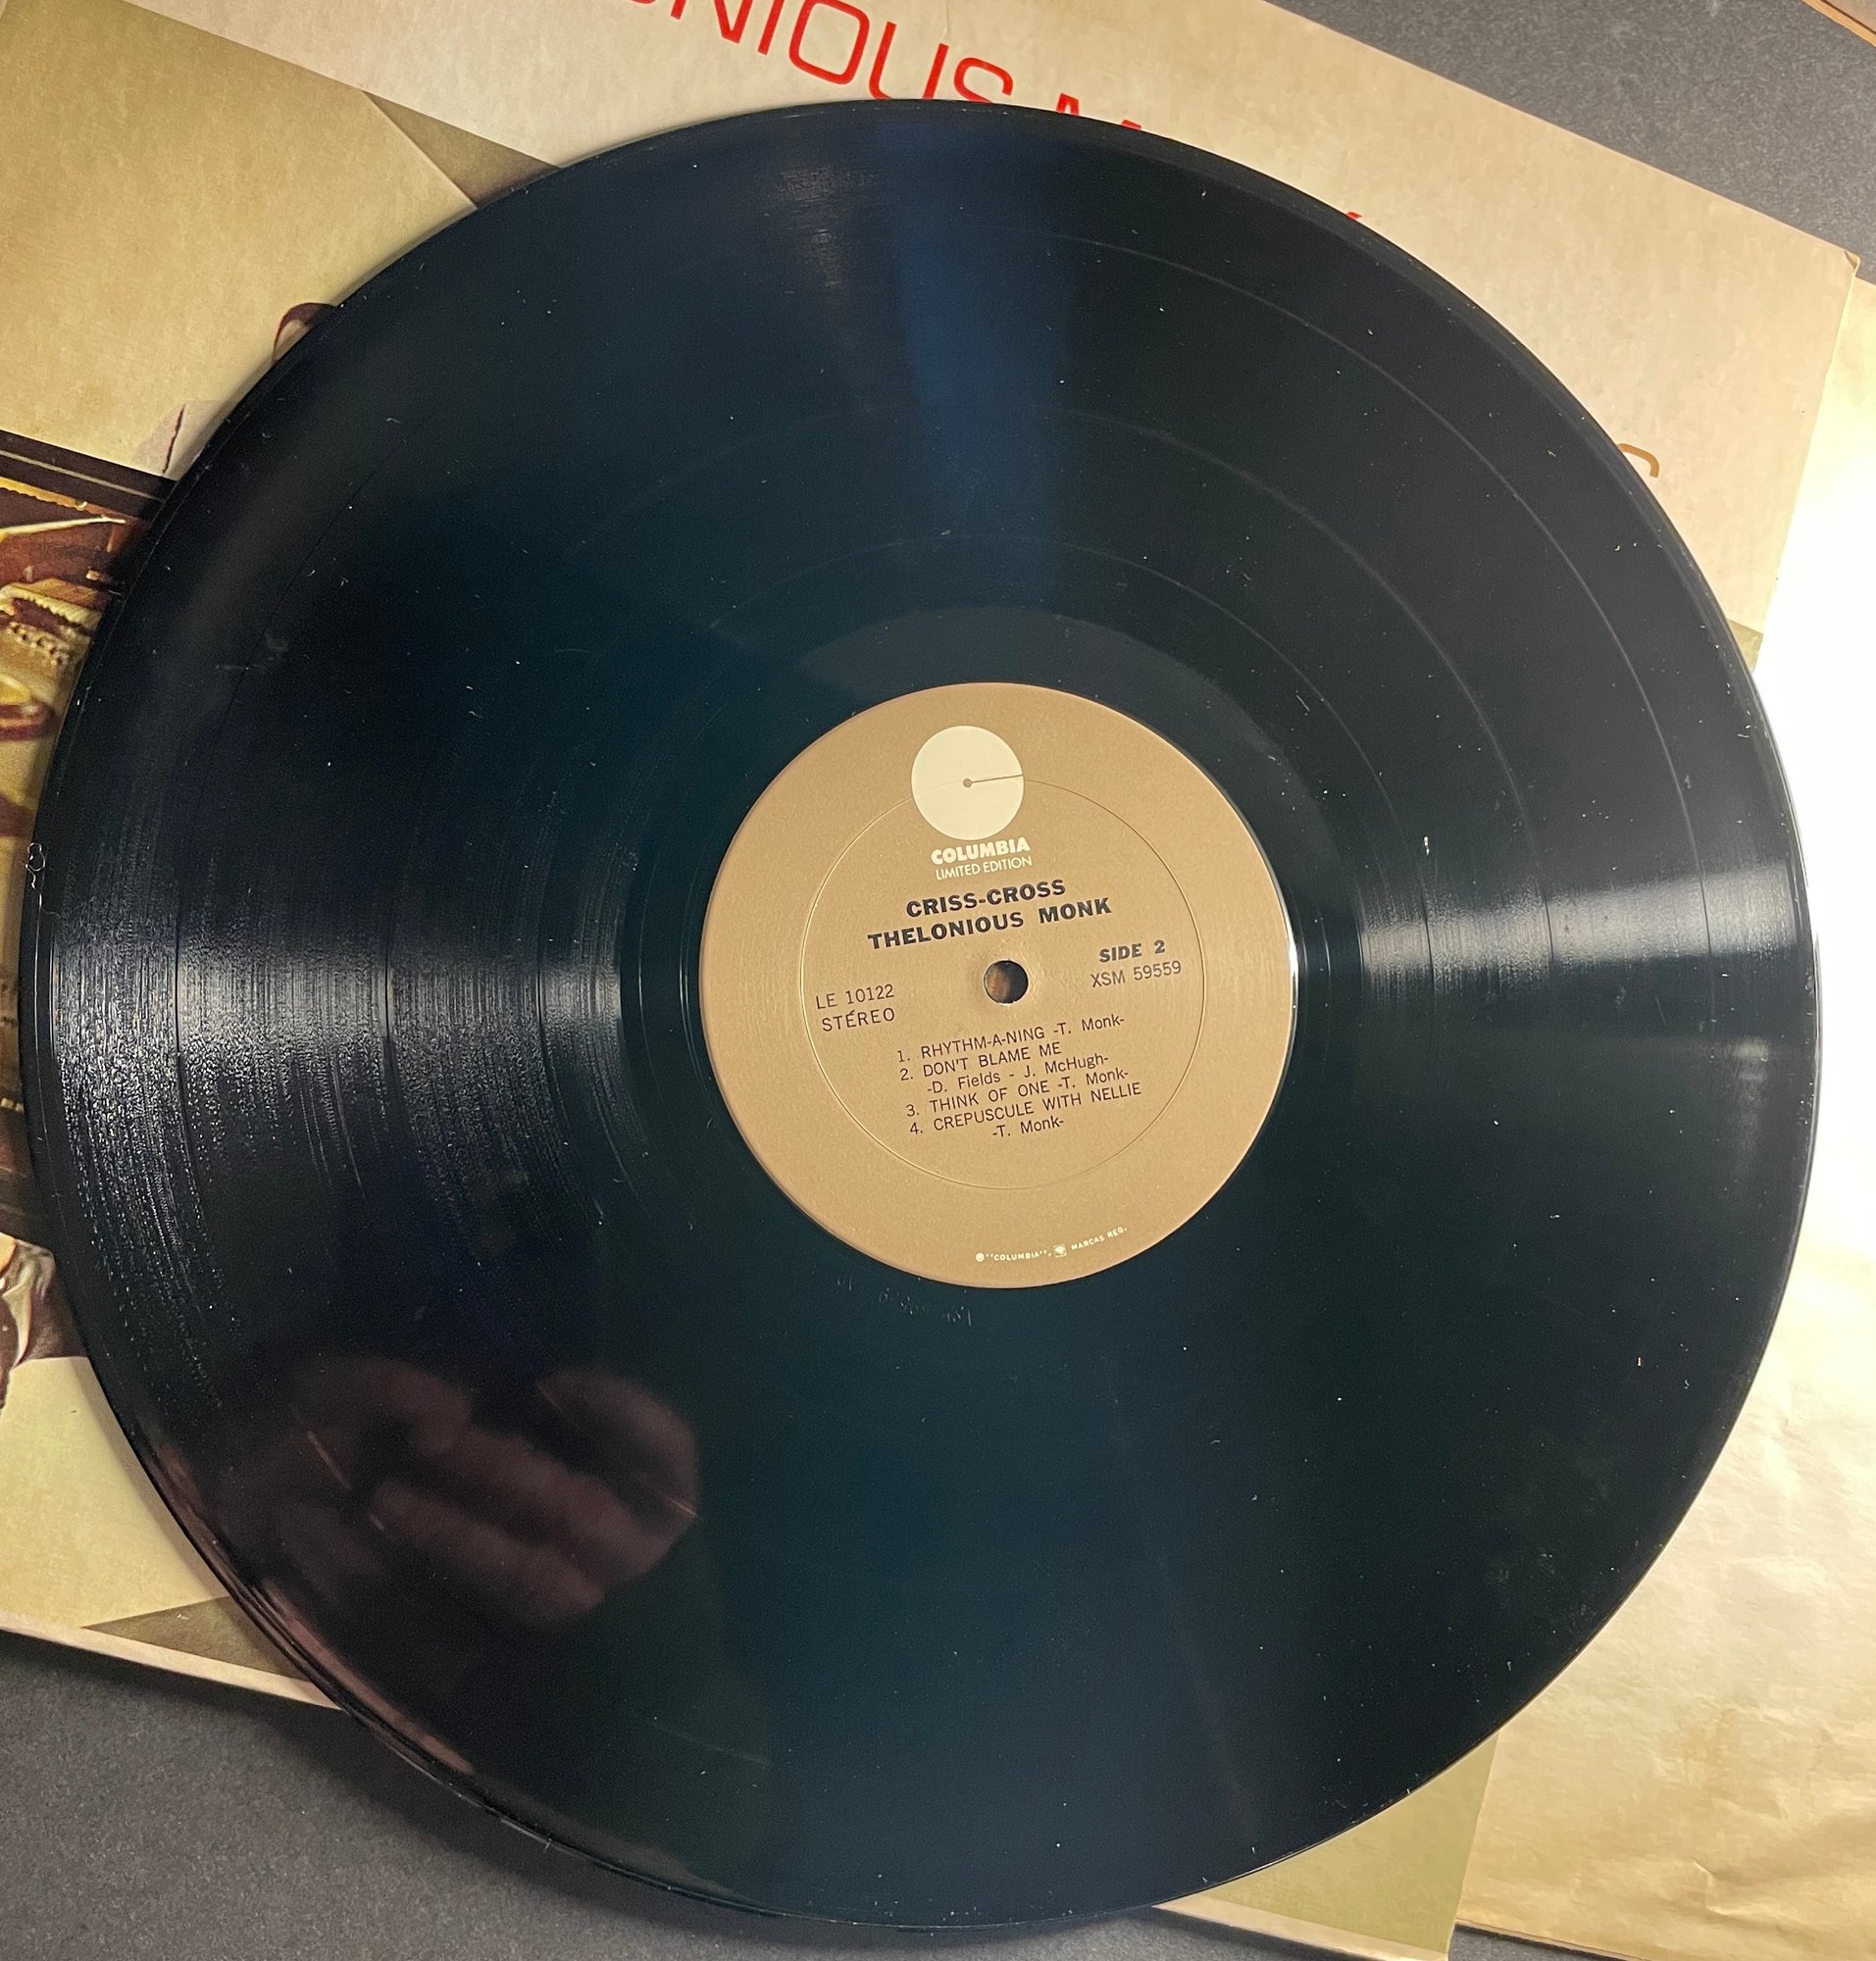 NIOUS
COLUMBIA
LIMITED EDITION
CRISS-CROSS
THELONIOUS MONK
SIDE 2
XSM 59559
LE 10122
STÉREO
1. RHYTHM-A-NING -T. Monk-
2. DON'T BLAME ME
-D. Fields - J. McHugh-
3. THINK OF ONE -T. Monk-
4. CREPUSCULE WITH NELLIE
-T. Monk-
"COLUMBIA", MARCAS REG.